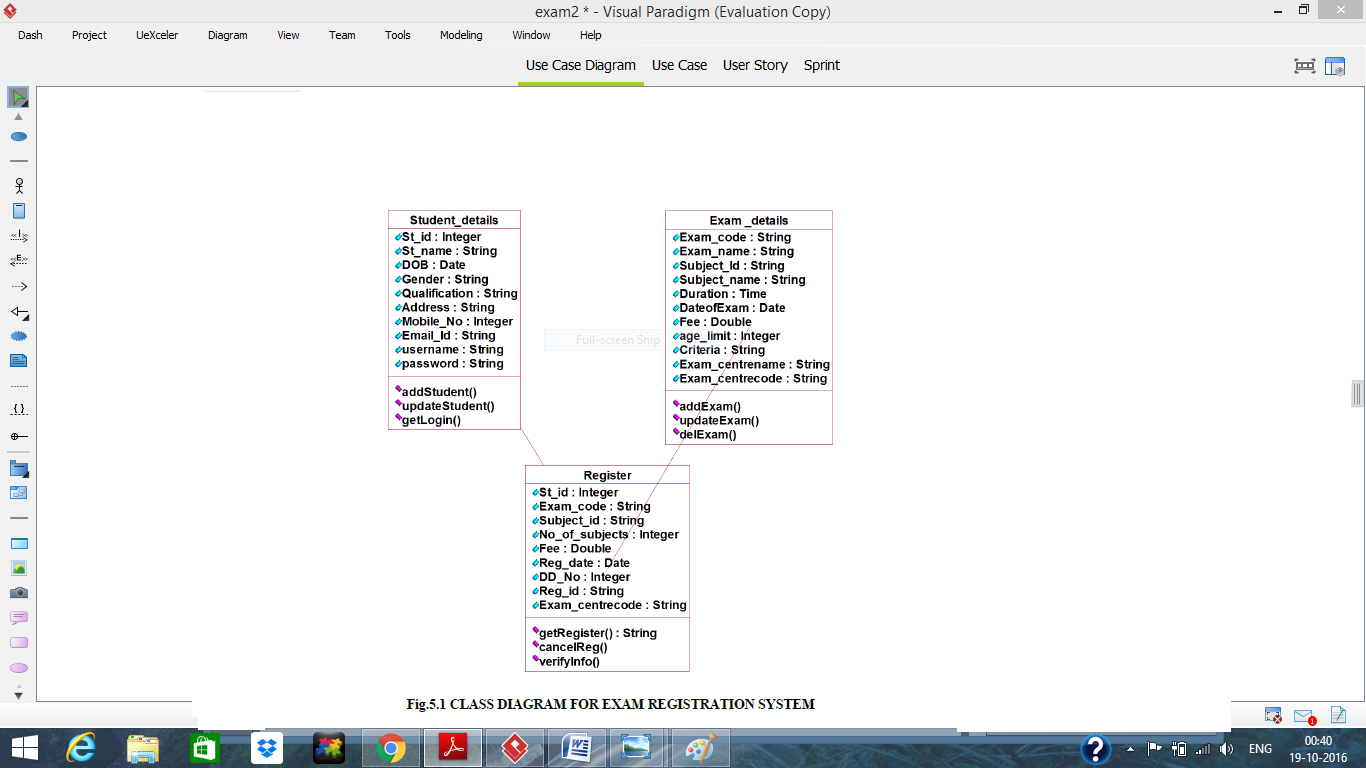 exam2 * - Visual Paradigm (Evaluation Copy)
Dash Project UeXceler Diagram View Team Tools Modeling Window Help
Use Case Diagram Use Case User Story Sprint
Student_details
St_id : Integer
St_name : String
DOB : Date
Gender : String
Qualification : String
Address : String
Mobile_No : Integer
Email_Id : String
username : String
password : String
addStudent()
updateStudent()
getLogin()
Full-screen Snip
Exam _details
Exam_code : String
Exam_name : String
Subject_Id : String
Subject_name : String
Duration : Time
DateofExam : Date
Fee : Double
age_limit : Integer
Criteria : String
Exam_centrename : String
Exam_centrecode : String
addExam()
updateExam()
delExam()
Register
St_id : Integer
Exam_code : String
Subject_id : String
No_of_subjects : Integer
Fee : Double
Reg_date : Date
DD_No : Integer
Reg_id : String
Exam_centrecode : String
getRegister() : String
cancelReg()
verifyInfo()
Fig.5.1 CLASS DIAGRAM FOR EXAM REGISTRATION SYSTEM
1
ENG
00:40
19-10-2016